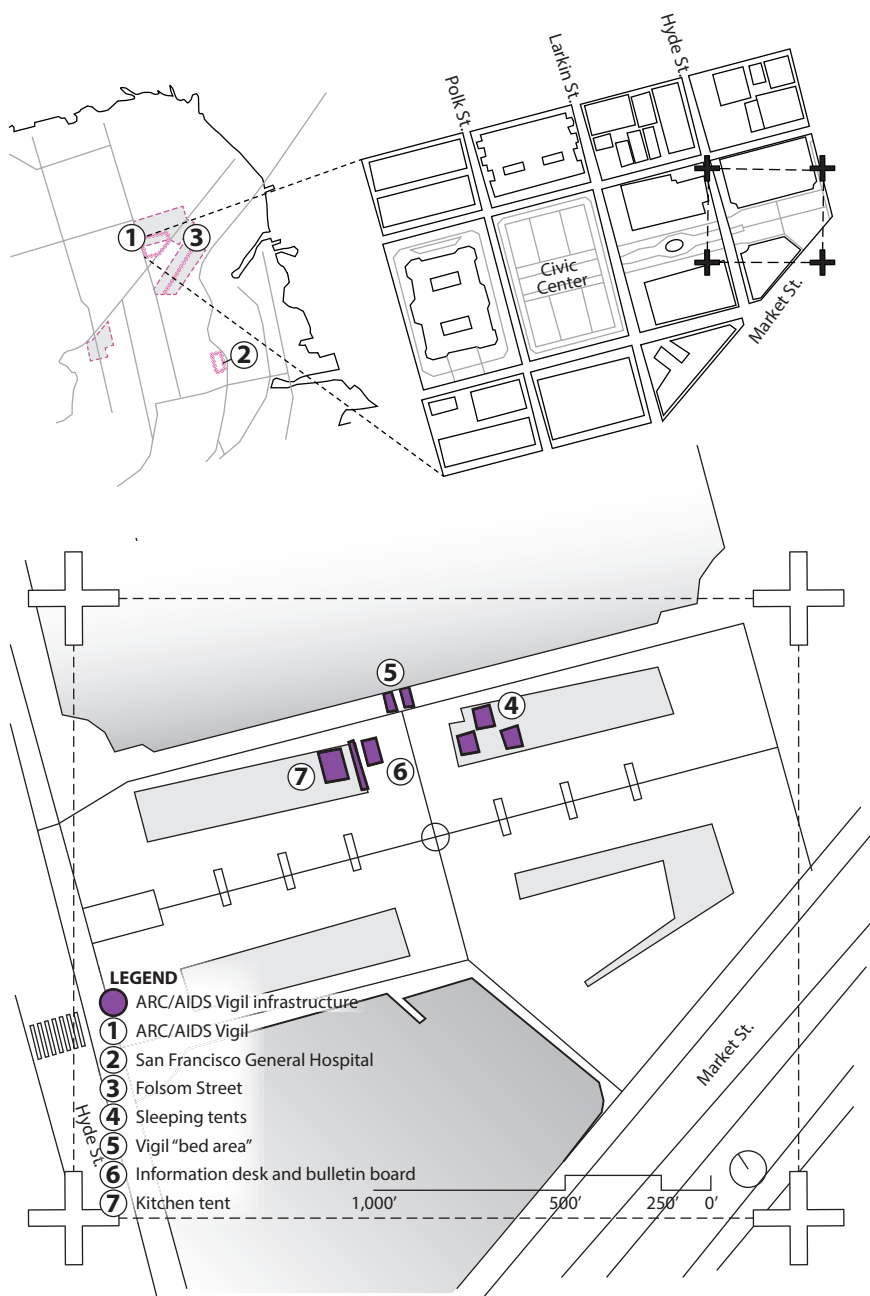 Polk St.
Larkin St.
Hyde St.
1
3
2
Civic
Center
Market St.
5
4
7
6
LEGEND
ARC/AIDS Vigil infrastructure
1 ARC/AIDS Vigil
2 San Francisco General Hospital
3 Folsom Street
4 Sleeping tents
5 Vigil “bed area”
6 Information desk and bulletin board
7 Kitchen tent
Hyde St.
Market St.
1,000’ 500’ 250’ 0’